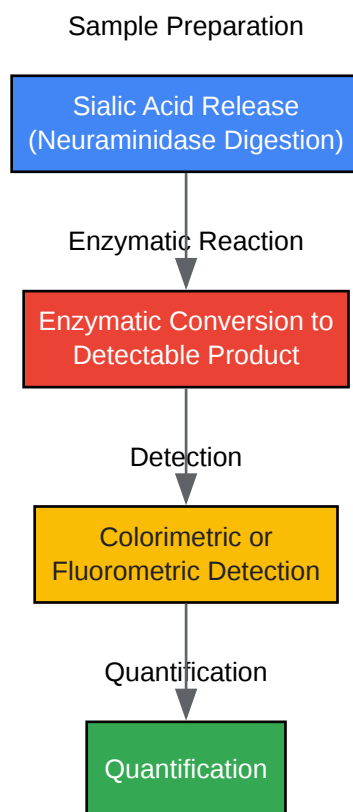 Sample Preparation
Sialic Acid Release
(Neuraminidase Digestion)
Enzymatic Reaction
Enzymatic Conversion to
Detectable Product
Detection
Colorimetric or
Fluorometric Detection
Quantification
Quantification